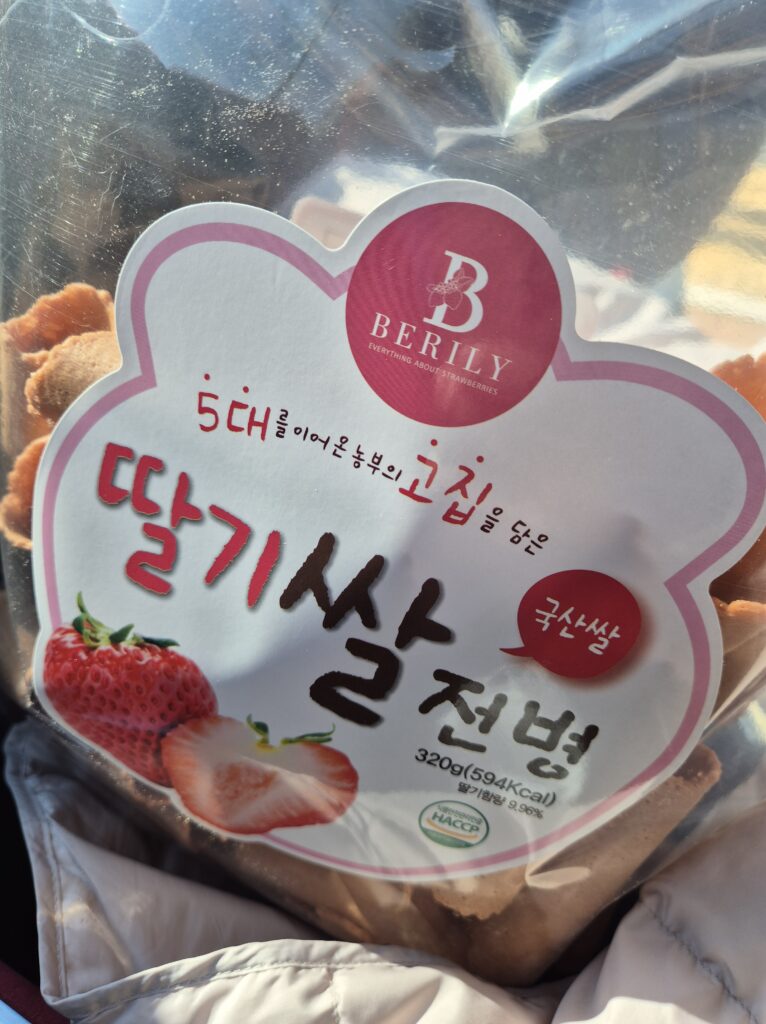 B
BERILY
EVERYTHING ABOUT STRAWBERRIES
5대를 이어온 농부의 고집을 담은
딸기쌀전병
국산쌀
320g(594Kcal)
딸기함량 9.96%
HACCP